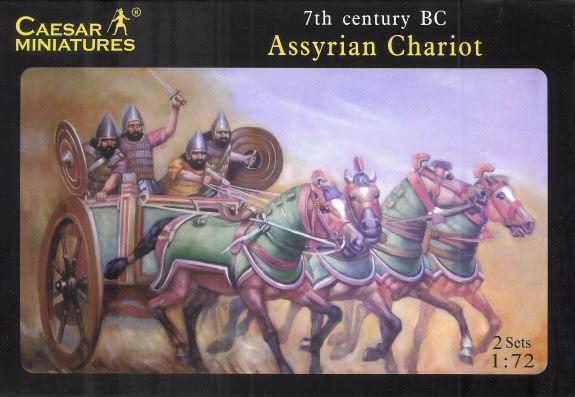 CAESAR
MINIATURES
®
7th century BC
Assyrian Chariot
2 Sets
1:72